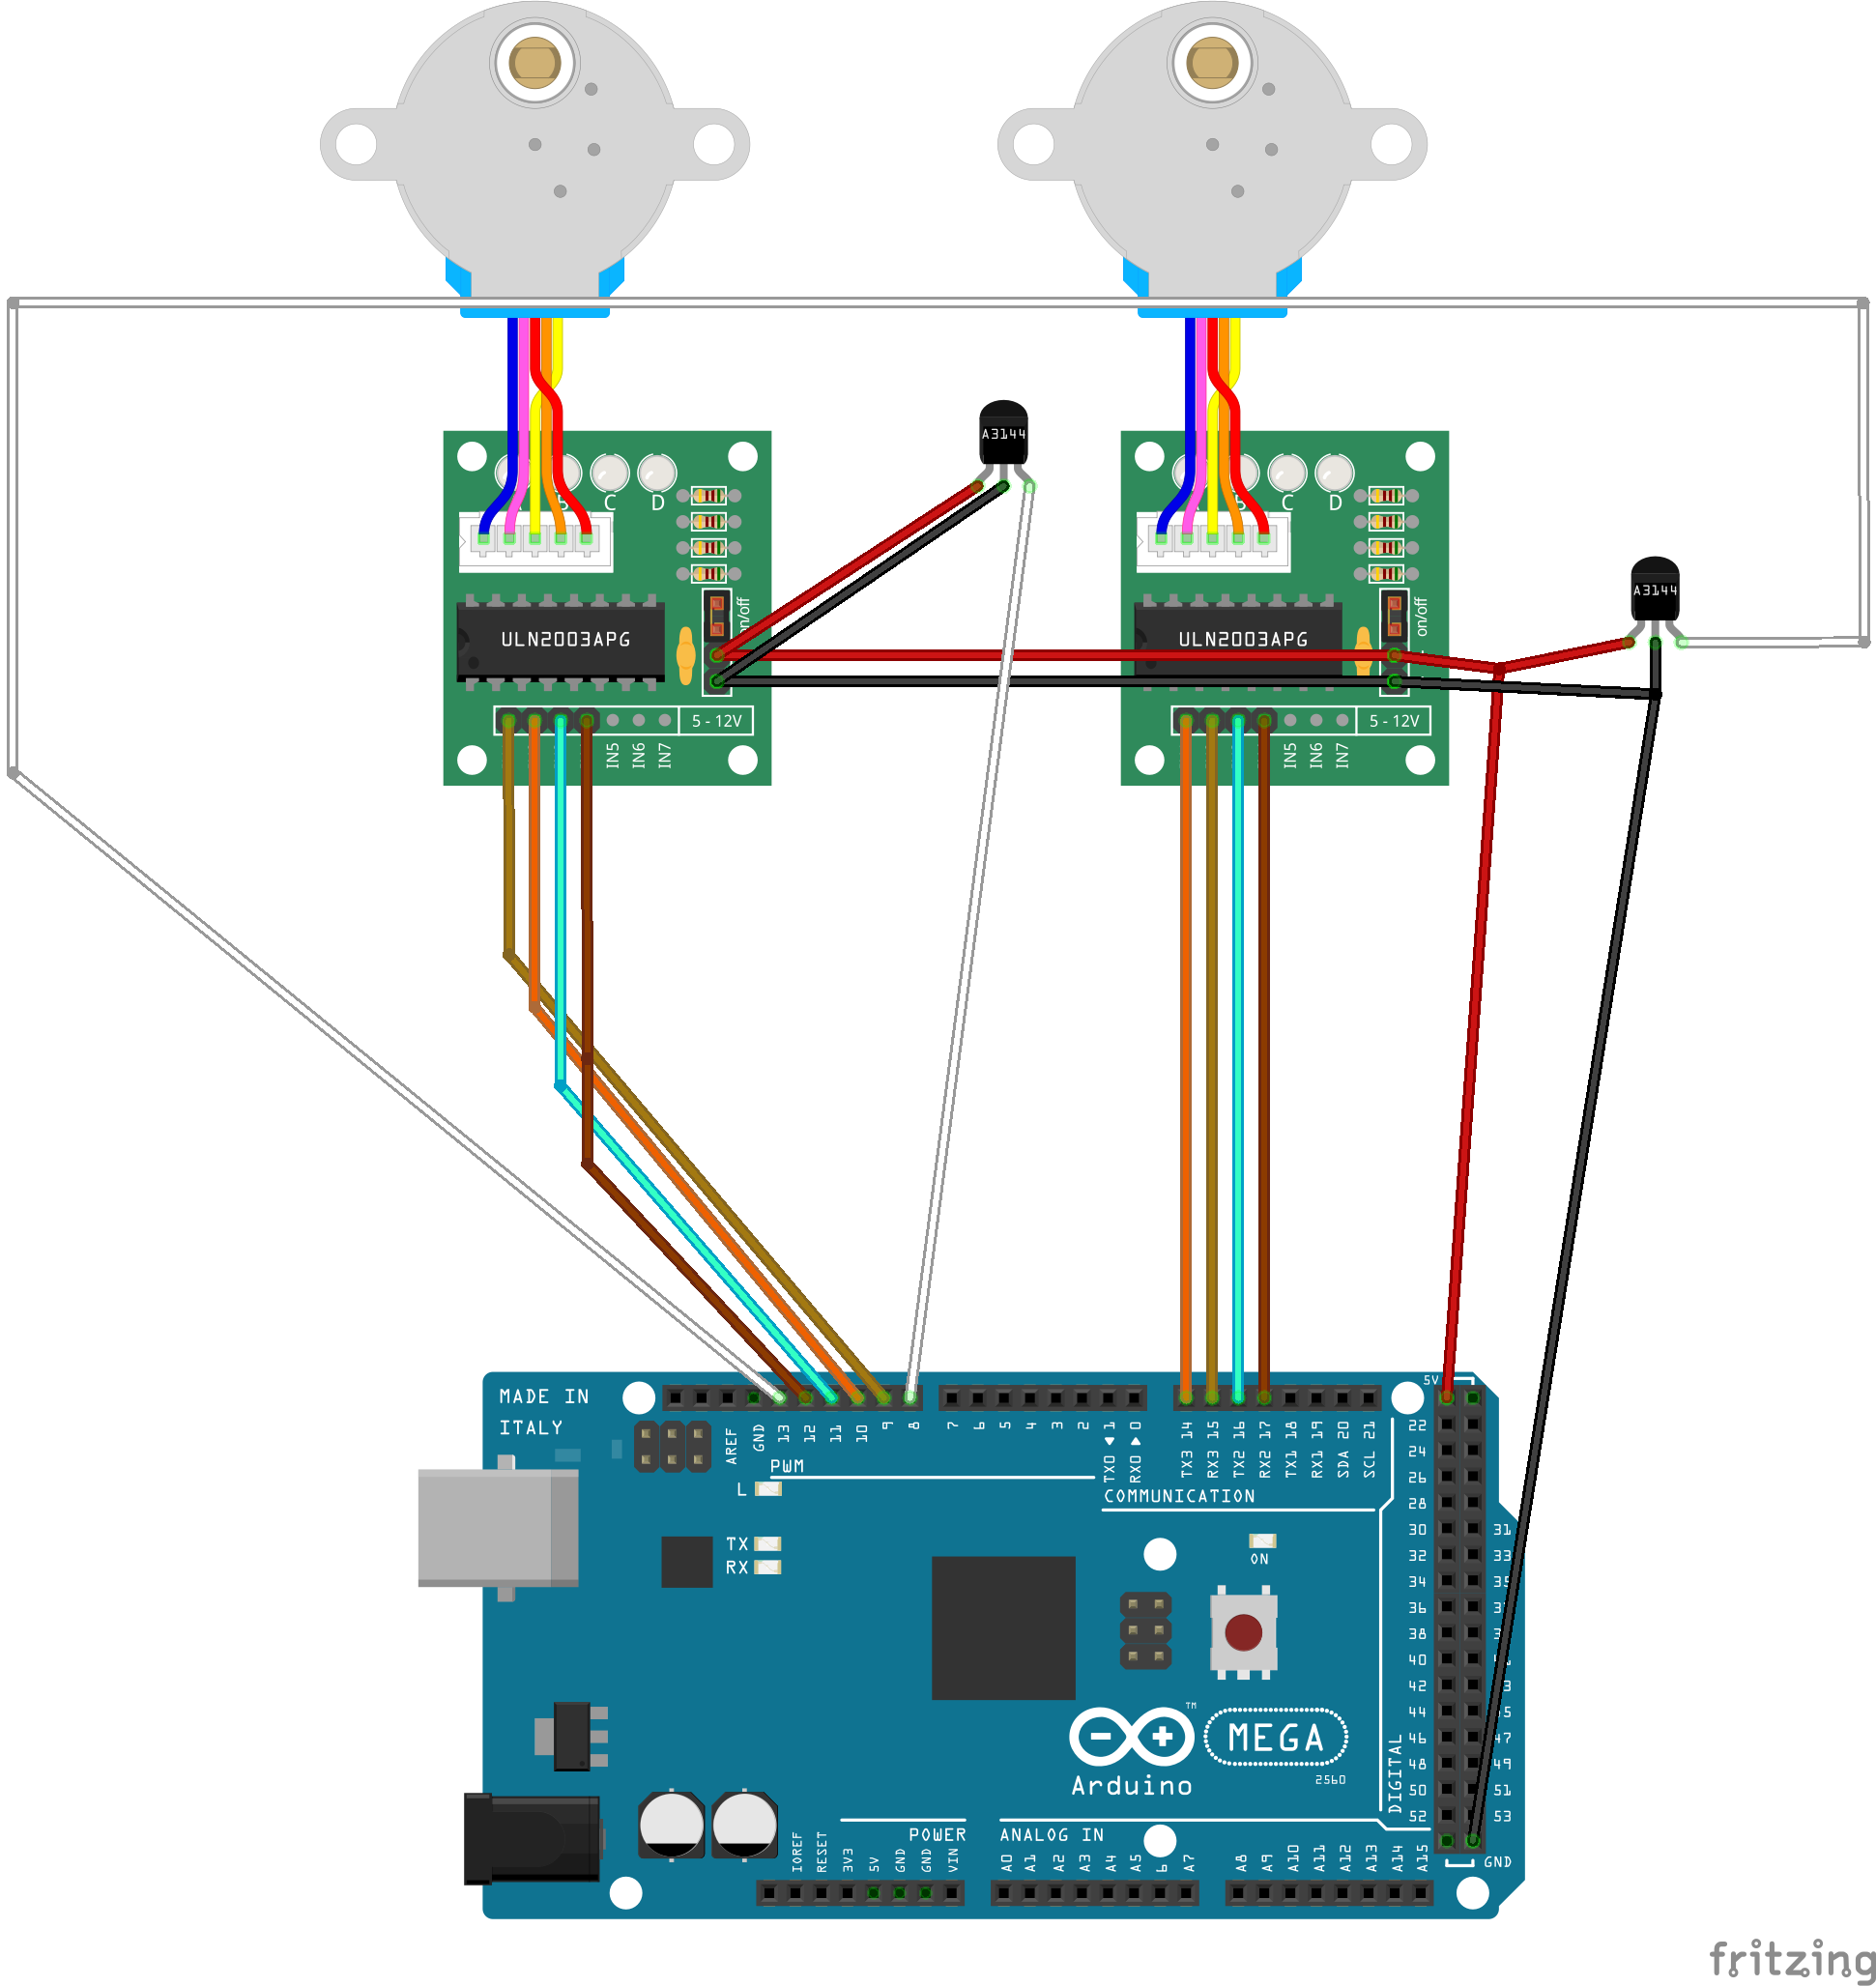 A3144
B C D
B C D
A3144
on/off
on/off
ULN2003APG
ULN2003APG
5 - 12V
5 - 12V
IN5 IN6 IN7
IN5 IN6 IN7
MADE IN
ITALY
5V
AREF GND 13 12 11 10 9 8 7 6 5 4 3 2 TX0 ◄ 1 RX0 ► 0 TX3 14 RX3 15 TX2 16 RX2 17 TX1 18 RX1 19 SDA 20 SCL 21
22
24
26
28
30 31
32 33
34 35
36
38
40
42
44
46 47
48 49
50 51
52 53
PWM
L
COMMUNICATION
TX
RX
ON
DIGITAL
™
MEGA
2560
Arduino
POWER
ANALOG IN
IOREF RESET 3V3 5V GND GND VIN
A0 A1 A2 A3 A4 A5 6 A7
A8 A9 A10 A11 A12 A13 A14 A15
GND
fritzing